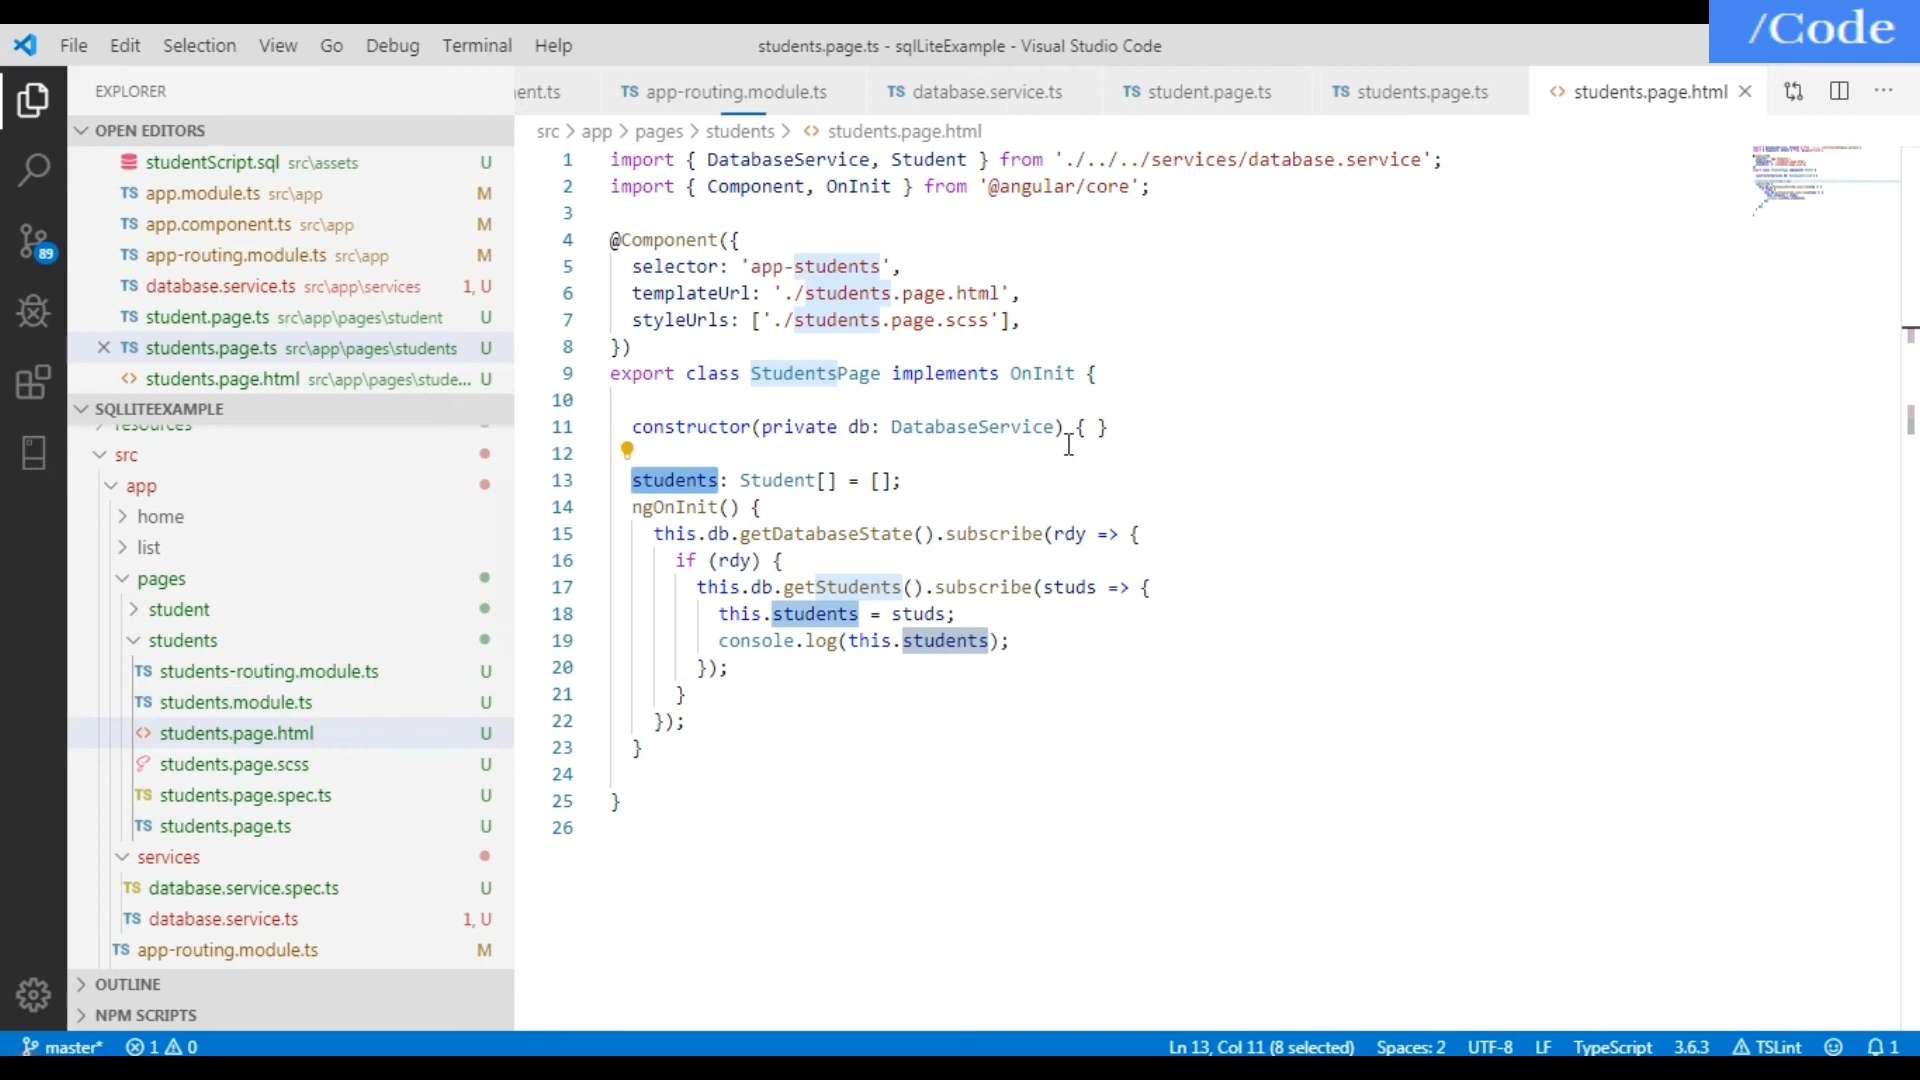 /Code
File Edit Selection View Go Debug Terminal Help
students.page.ts - sqlLiteExample - Visual Studio Code
EXPLORER
OPEN EDITORS
studentScript.sql src\assets U
TS app.module.ts src\app M
TS app.component.ts src\app M
TS app-routing.module.ts src\app M
TS database.service.ts src\app\services 1, U
TS student.page.ts src\app\pages\student U
TS students.page.ts src\app\pages\students U
<> students.page.html src\app\pages\stude... U
SQLLITEEXAMPLE
resources
src
app
home
list
pages
student
students
TS students-routing.module.ts U
TS students.module.ts U
<> students.page.html U
students.page.scss U
TS students.page.spec.ts U
TS students.page.ts U
services
TS database.service.spec.ts U
TS database.service.ts 1, U
TS app-routing.module.ts M
OUTLINE
NPM SCRIPTS
89
ent.ts TS app-routing.module.ts TS database.service.ts TS student.page.ts TS students.page.ts <> students.page.html
src > app > pages > students > <> students.page.html
1 import { DatabaseService, Student } from './../../services/database.service';
2 import { Component, OnInit } from '@angular/core';
3
4 @Component({
5 selector: 'app-students',
6 templateUrl: './students.page.html',
7 styleUrls: ['./students.page.scss'],
8 })
9 export class StudentsPage implements OnInit {
10
11 constructor(private db: DatabaseService) { }
12
13 students: Student[] = [];
14 ngOnInit() {
15 this.db.getDatabaseState().subscribe(rdy => {
16 if (rdy) {
17 this.db.getStudents().subscribe(studs => {
18 this.students = studs;
19 console.log(this.students);
20 });
21 }
22 });
23 }
24
25 }
26
master* 1 0 Ln 13, Col 11 (8 selected) Spaces: 2 UTF-8 LF TypeScript 3.6.3 TSLint 1